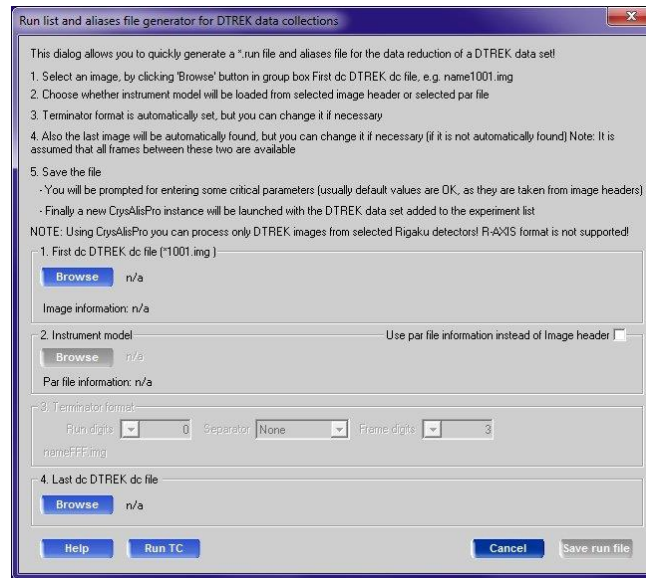 Run list and aliases file generator for DTREK data collections
This dialog allows you to quickly generate a *.run file and aliases file for the data reduction of a DTREK data set!
1. Select an image, by clicking 'Browse' button in group box First dc DTREK dc file, e.g. name1001.img
2. Choose whether instrument model will be loaded from selected image header or selected par file
3. Terminator format is automatically set, but you can change it if necessary
4. Also the last image will be automatically found, but you can change it if necessary (if it is not automatically found) Note: It is
assumed that all frames between these two are available
5. Save the file
- You will be prompted for entering some critical parameters (usually default values are OK, as they are taken from image headers)
- Finally a new CrysAlisPro instance will be launched with the DTREK data set added to the experiment list
NOTE: Using CrysAlisPro you can process only DTREK images from selected Rigaku detectors! R-AXIS format is not supported!
1. First dc DTREK dc file (*1001.img )
Browse n/a
Image information: n/a
2. Instrument model Use par file information instead of Image header
Browse n/a
Par file information: n/a
3. Terminator format
Run digits 0 Separator None Frame digits 3
nameFFF.img
4. Last dc DTREK dc file
Browse n/a
Help Run TC Cancel Save run file